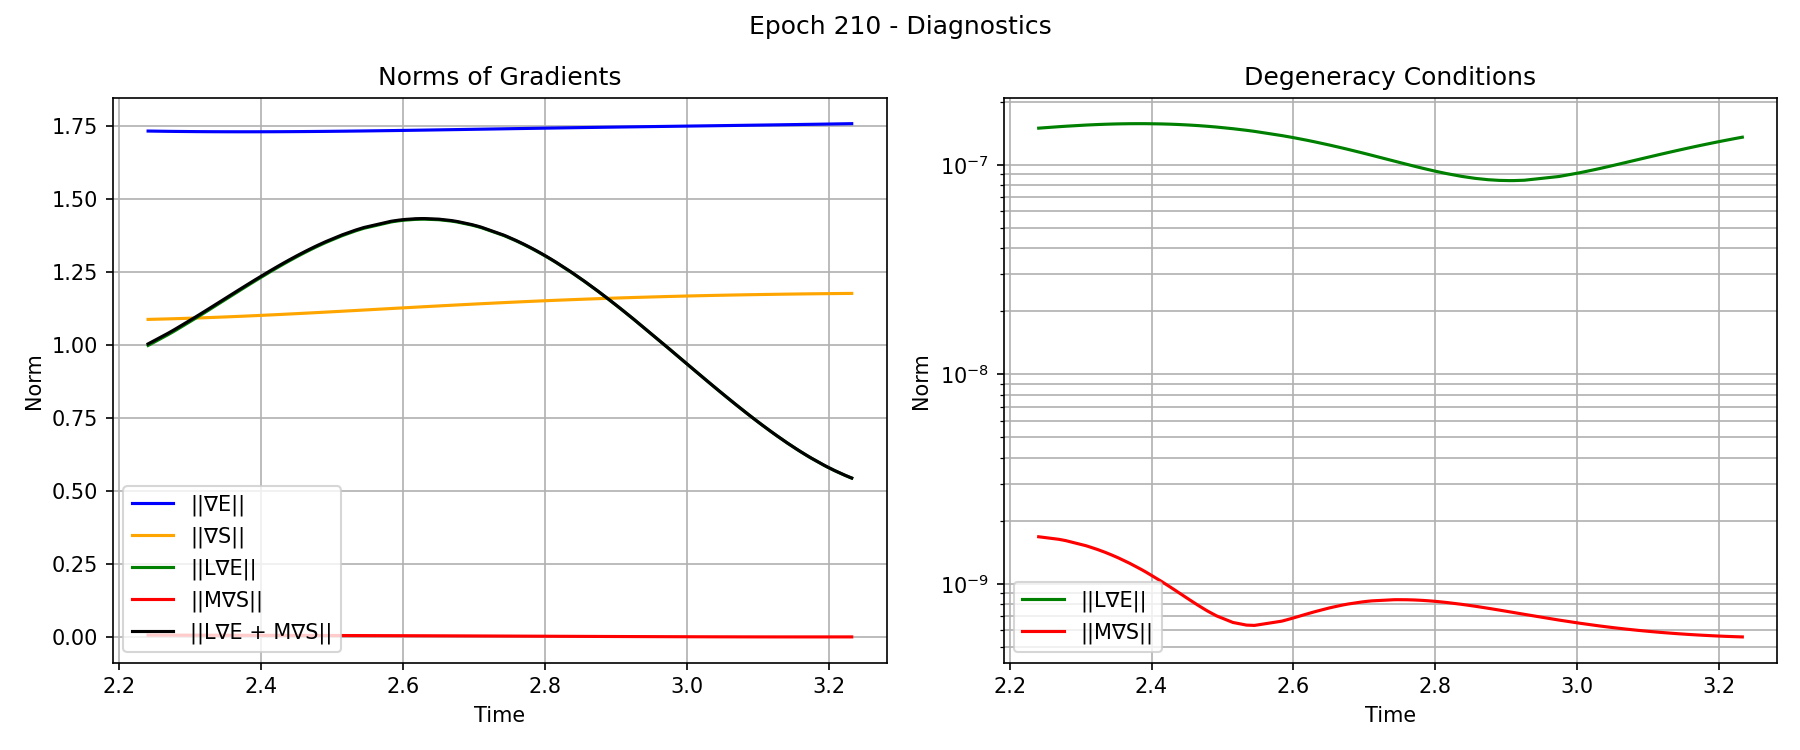 Epoch 210 - Diagnostics
Norms of Gradients
Norm
1.75
1.50
1.25
1.00
0.75
0.50
0.25
0.00
||∇E||
||∇S||
||L∇E||
||M∇S||
||L∇E + M∇S||
2.2 2.4 2.6 2.8 3.0 3.2
Time
Degeneracy Conditions
Norm
10⁻⁷
10⁻⁸
10⁻⁹
||L∇E||
||M∇S||
2.2 2.4 2.6 2.8 3.0 3.2
Time